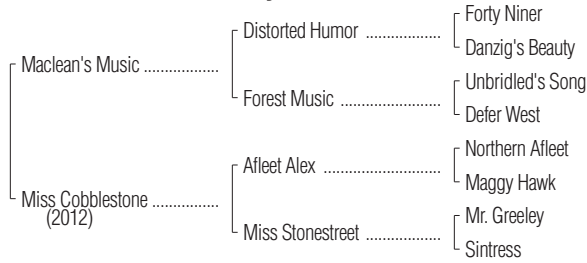 Forty Niner
Distorted Humor ..................
Danzig's Beauty
Maclean's Music ..................
Unbridled's Song
Forest Music ......................
Defer West
Northern Afleet
Afleet Alex ........................
Maggy Hawk
Miss Cobblestone ................
(2012)
Mr. Greeley
Miss Stonestreet ..................
Sintress